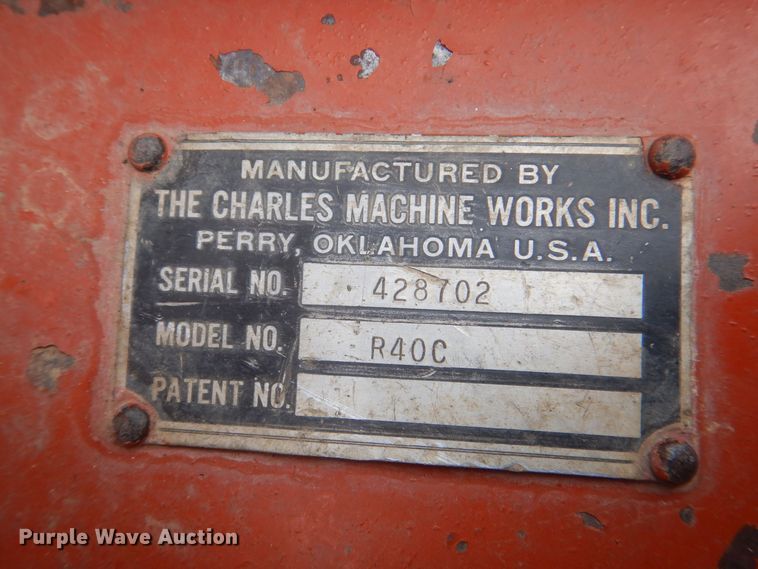 MANUFACTURED BY
THE CHARLES MACHINE WORKS INC.
PERRY, OKLAHOMA U.S.A.
SERIAL NO. 428702
MODEL NO. R40C
PATENT NO.
Purple Wave Auction